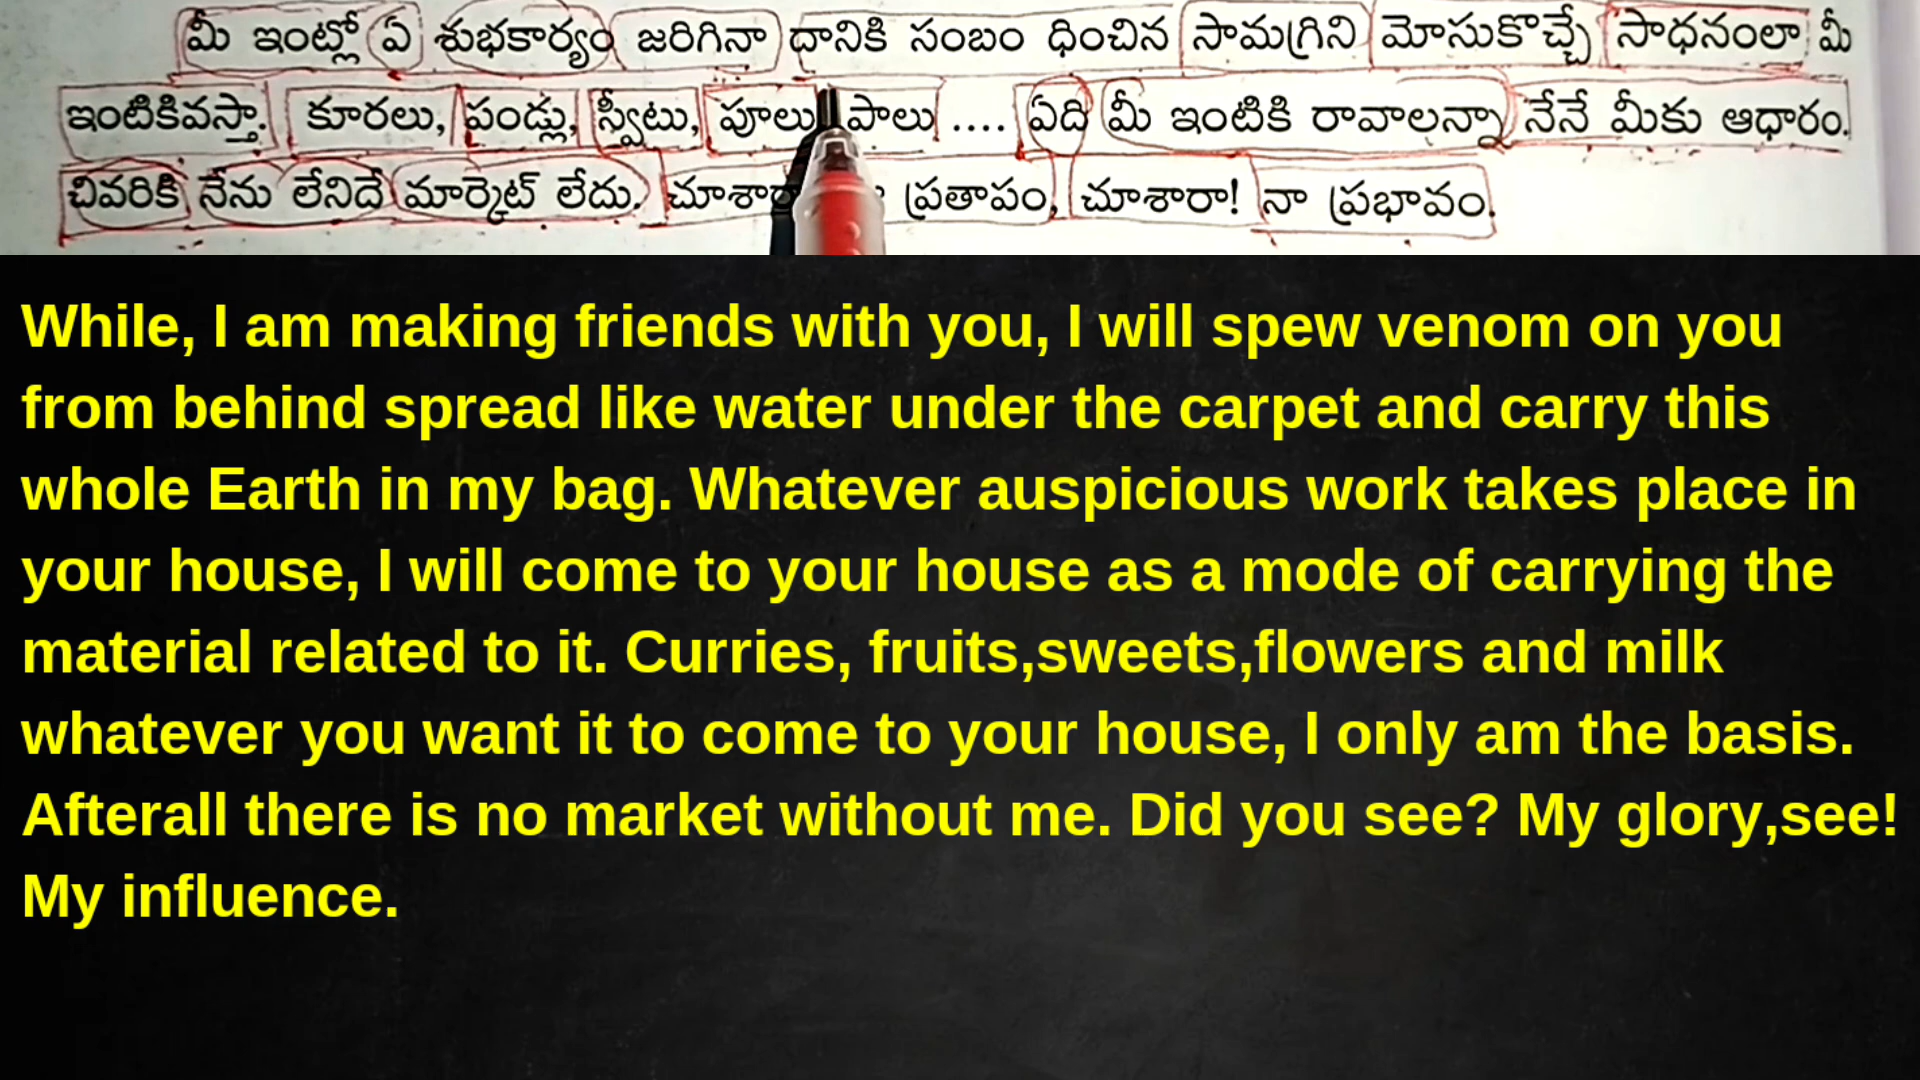 మీ ఇంట్లో ఏ శుభకార్యం జరిగినా దానికి సంబం ధించిన సామగ్రిని మోసుకొచ్చే సాధనంలా మీ
ఇంటికివస్తా. కూరలు, పండ్లు, స్వీటు, పూలు పాలు .... ఏది మీ ఇంటికి రావాలన్నా నేనే మీకు ఆధారం.
చివరికి నేను లేనిదే మార్కెట్ లేదు. ప్రతాపం, చూశారా! నా ప్రభావం.
While, I am making friends with you, I will spew venom on you
from behind spread like water under the carpet and carry this
whole Earth in my bag. Whatever auspicious work takes place in
your house, I will come to your house as a mode of carrying the
material related to it. Curries, fruits,sweets,flowers and milk
whatever you want it to come to your house, I only am the basis.
Afterall there is no market without me. Did you see? My glory,see!
My influence.